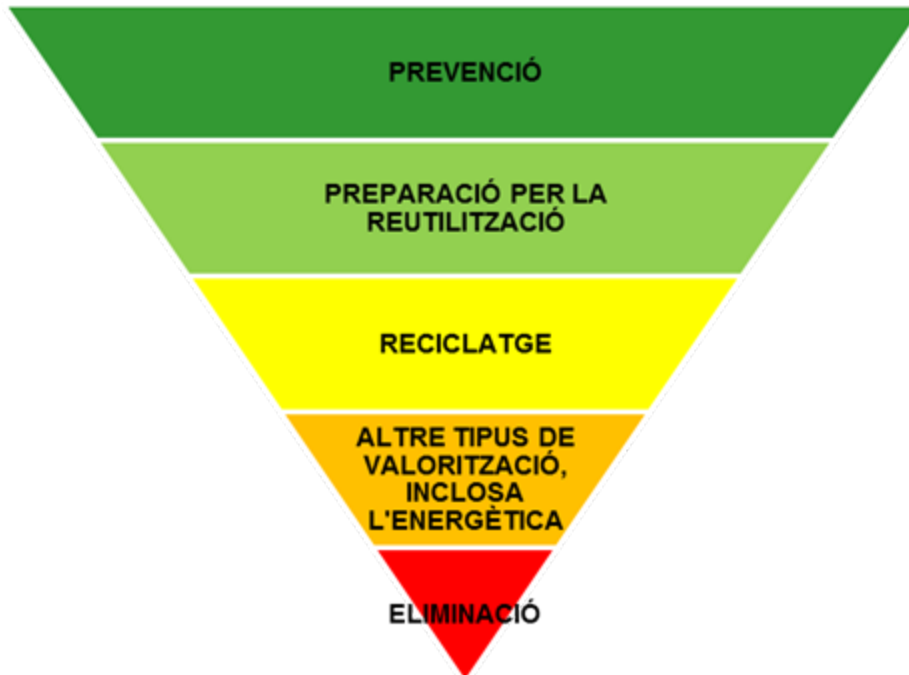 PREVENCIÓ
PREPARACIÓ PER LA
REUTILITZACIÓ
RECICLATGE
ALTRE TIPUS DE
VALORITZACIÓ,
INCLOSA
L'ENERGÈTICA
ELIMINACIÓ